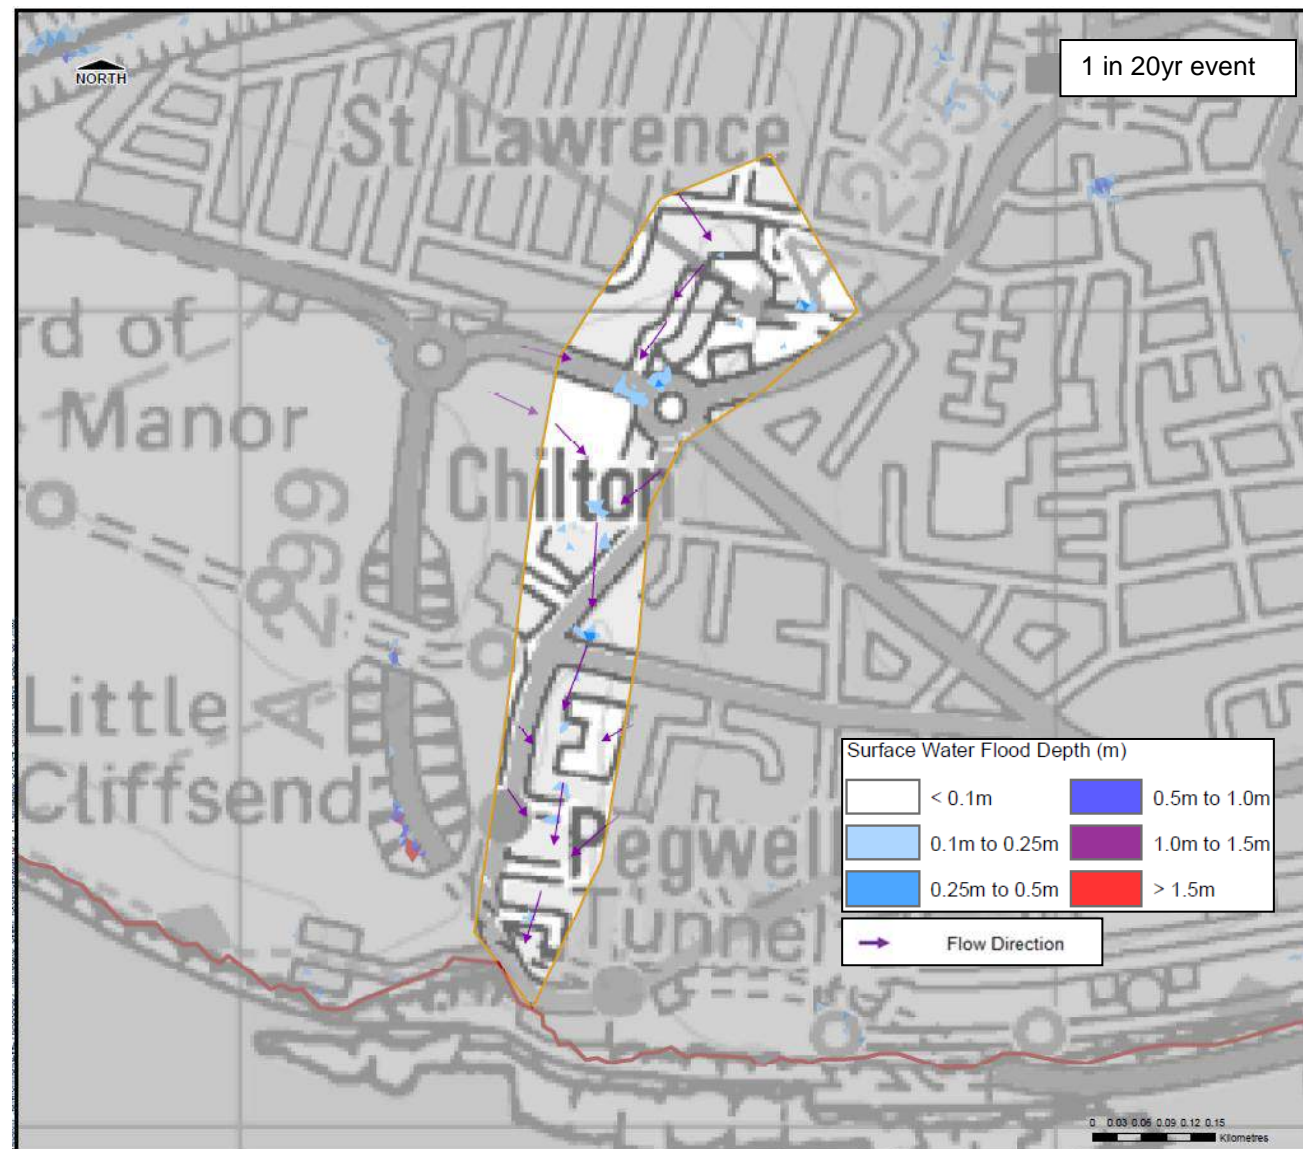 1 in 20yr event
NORTH
St Lawrence
A 255
rd of
Manor
Chilton
A 299
Little
Cliffsend
Pegwell
Tunnel
Surface Water Flood Depth (m)
< 0.1m
0.5m to 1.0m
0.1m to 0.25m
1.0m to 1.5m
0.25m to 0.5m
> 1.5m
Flow Direction
0 0.03 0.06 0.09 0.12 0.15
Kilometres